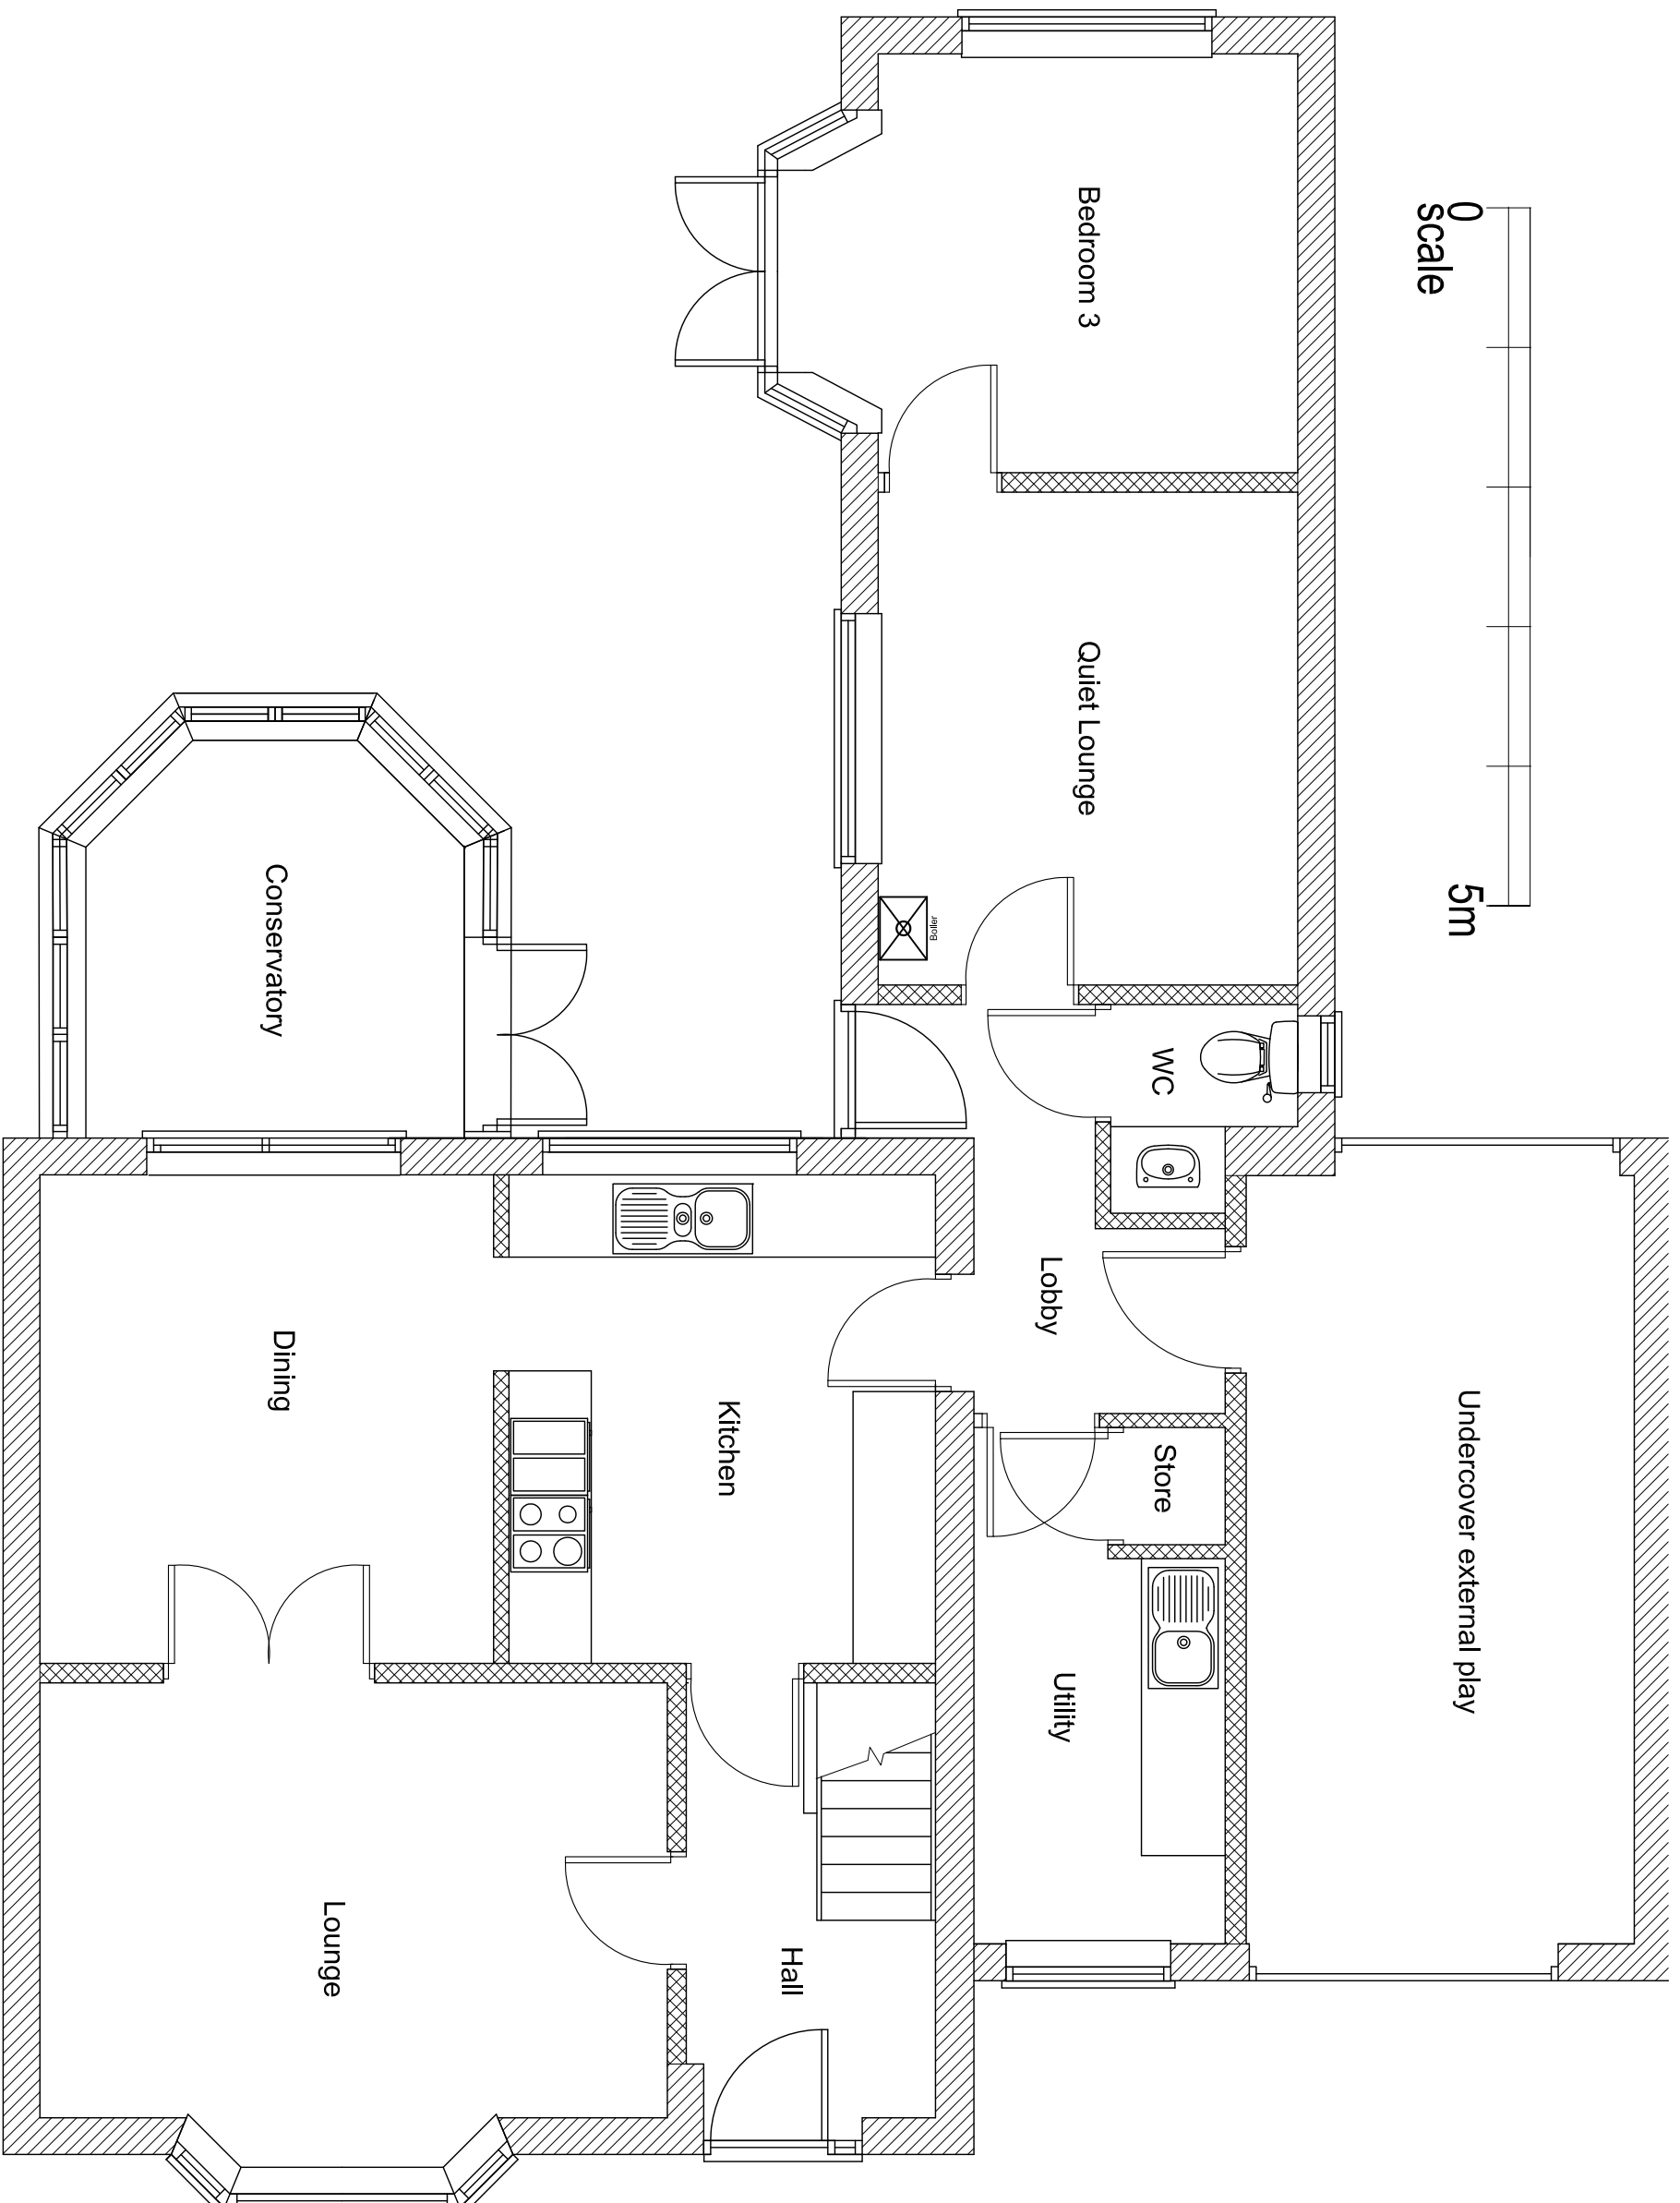 0
scale
5m
Bedroom 3
Quiet Lounge
Boiler
WC
Conservatory
Lobby
Store
Undercover external play
Utility
Kitchen
Dining
Hall
Lounge